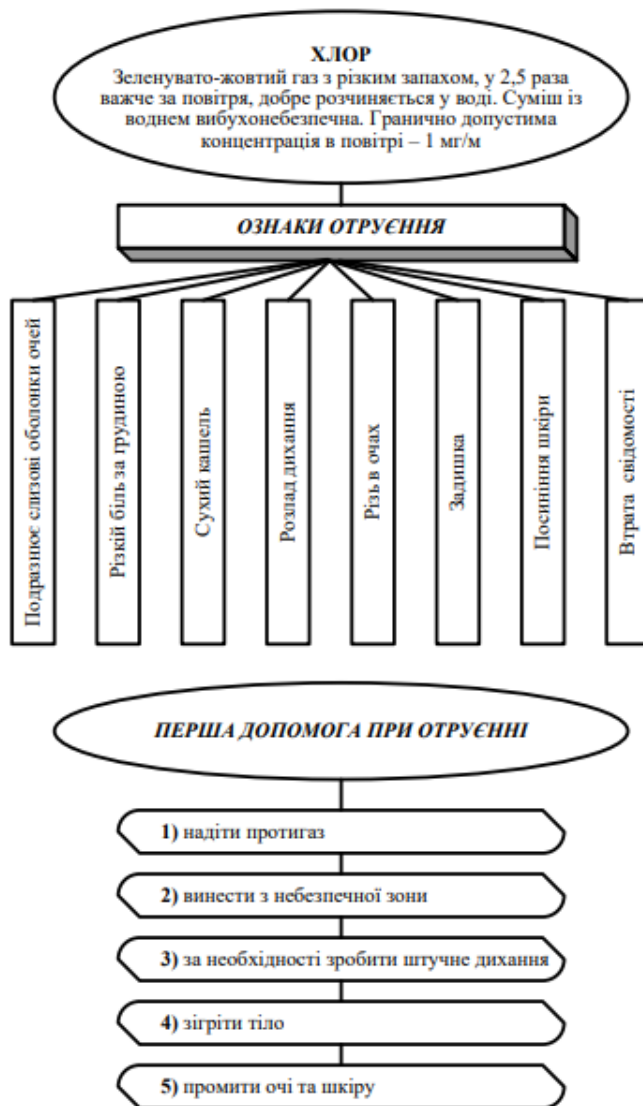 ХЛОР
Зеленувато-жовтий газ з різким запахом, у 2,5 раза
важче за повітря, добре розчиняється у воді. Суміш із
воднем вибухонебезпечна. Гранично допустима
концентрація в повітрі – 1 мг/м
ОЗНАКИ ОТРУЄННЯ
Подразнює слизові оболонки очей
Різкій біль за грудиною
Сухий кашель
Розлад дихання
Різь в очах
Задишка
Посиніння шкіри
Втрата свідомості
ПЕРША ДОПОМОГА ПРИ ОТРУЄННІ
1) надіти протигаз
2) винести з небезпечної зони
3) за необхідності зробити штучне дихання
4) зігріти тіло
5) промити очі та шкіру